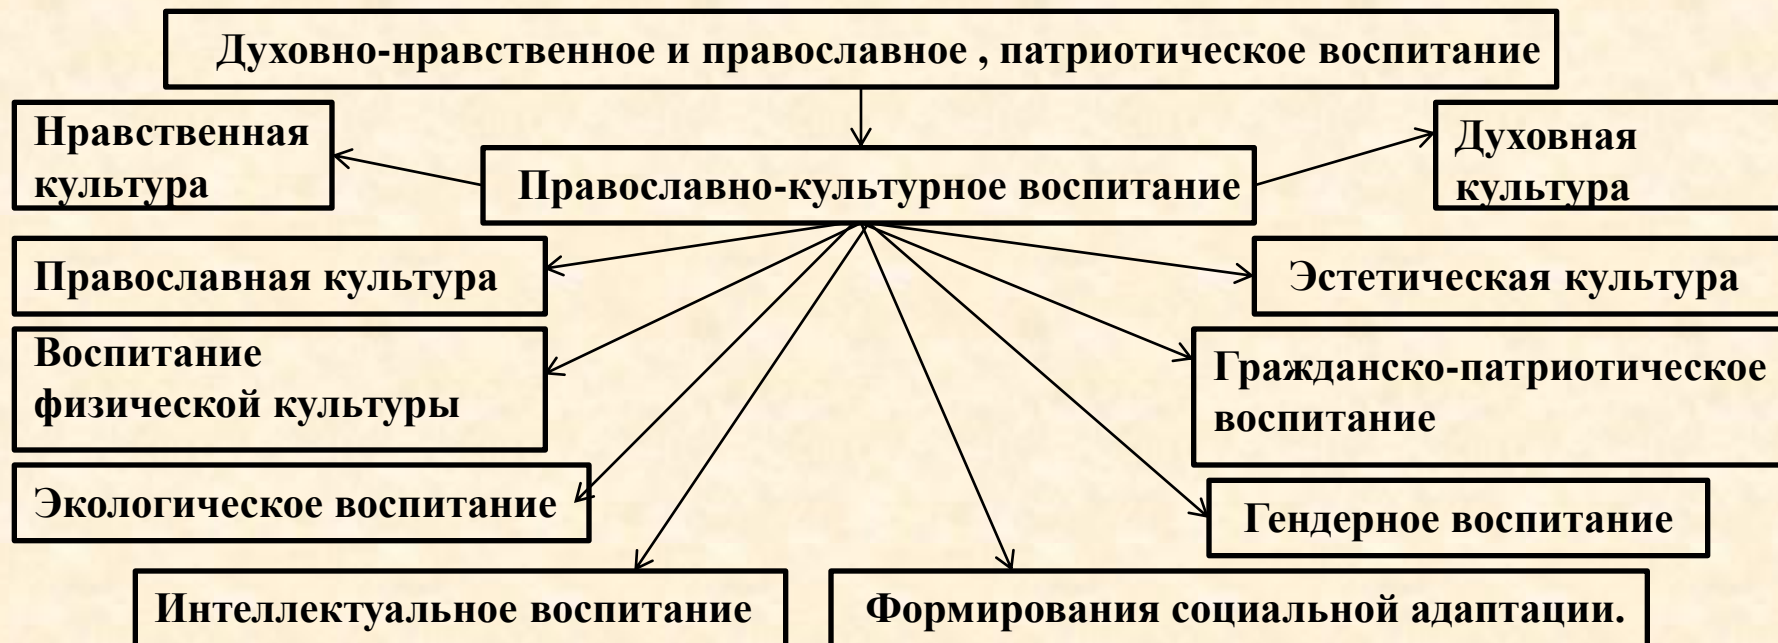 Духовно-нравственное и православное , патриотическое воспитание
Нравственная
культура
Духовная
культура
Православно-культурное воспитание
Православная культура
Эстетическая культура
Воспитание
физической культуры
Гражданско-патриотическое
воспитание
Экологическое воспитание
Гендерное воспитание
Интеллектуальное воспитание
Формирования социальной адаптации.